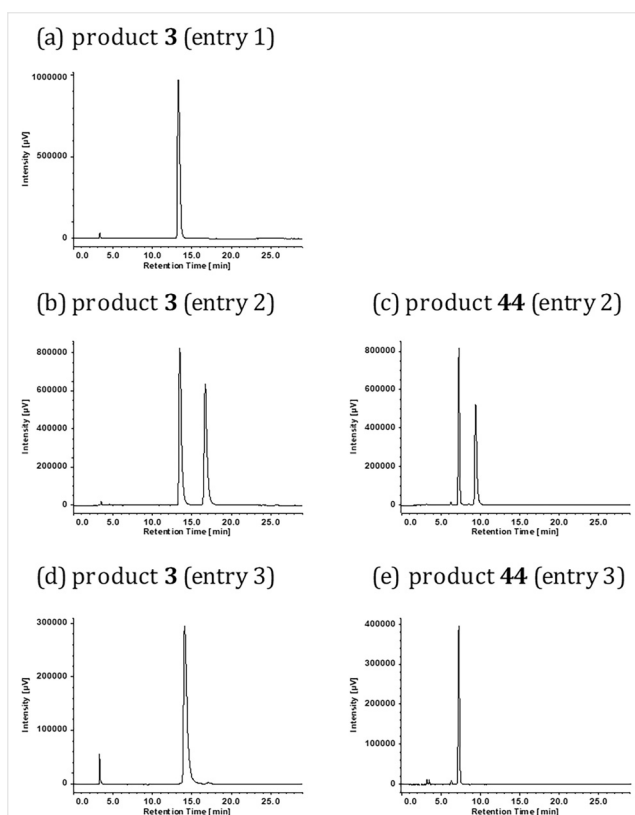 (a) product 3 (entry 1)
Intensity [µV]
1000000
500000
0
0.0 5.0 10.0 15.0 20.0 25.0
Retention Time [min]
(b) product 3 (entry 2)
Intensity [µV]
800000
600000
400000
200000
0
0.0 5.0 10.0 15.0 20.0 25.0
Retention Time [min]
(c) product 44 (entry 2)
Intensity [µV]
800000
600000
400000
200000
0
0.0 5.0 10.0 15.0 20.0 25.0
Retention Time [min]
(d) product 3 (entry 3)
Intensity [µV]
300000
200000
100000
0
0.0 5.0 10.0 15.0 20.0 25.0
Retention Time [min]
(e) product 44 (entry 3)
Intensity [µV]
400000
300000
200000
100000
0
0.0 5.0 10.0 15.0 20.0 25.0
Retention Time [min]